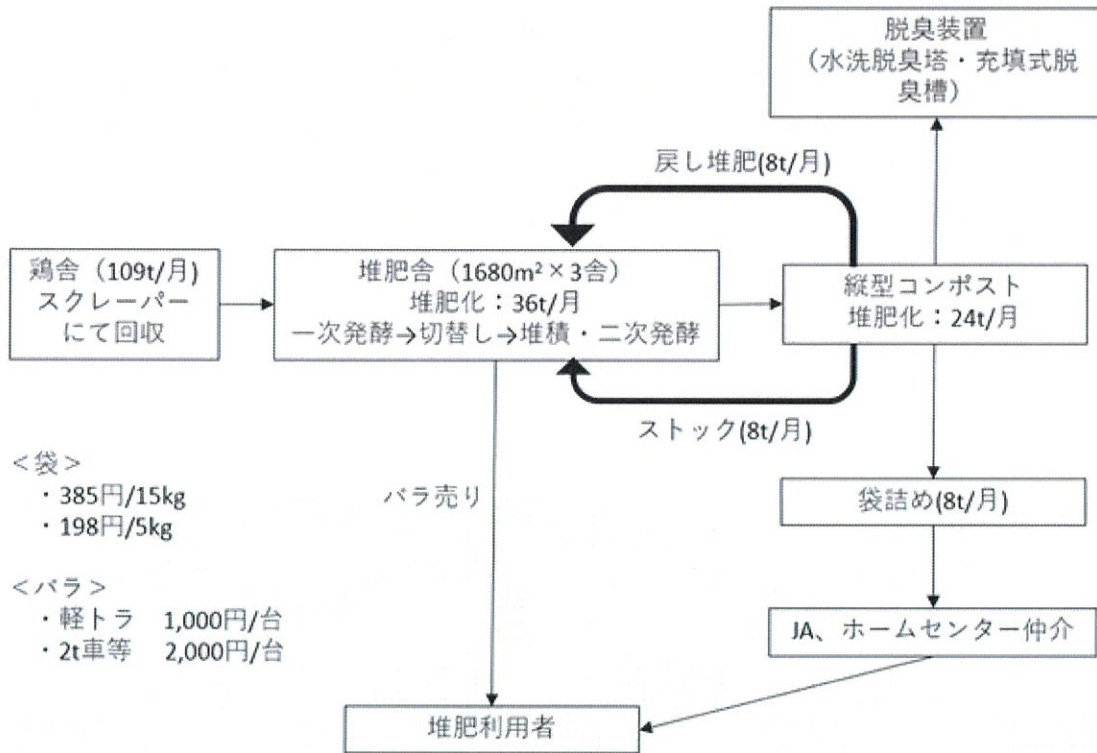 脱臭装置
（水洗脱臭塔・充填式脱
臭槽）
戻し堆肥(8t/月)
鶏舎（109t/月)
スクレーパー
にて回収
堆肥舎（1680m²×3舎）
堆肥化：36t/月
一次発酵→切替し→堆積・二次発酵
縦型コンポスト
堆肥化：24t/月
ストック(8t/月)
＜袋＞
・385円/15kg
・198円/5kg
バラ売り
袋詰め(8t/月)
＜バラ＞
・軽トラ　1,000円/台
・2t車等　2,000円/台
JA、ホームセンター仲介
堆肥利用者